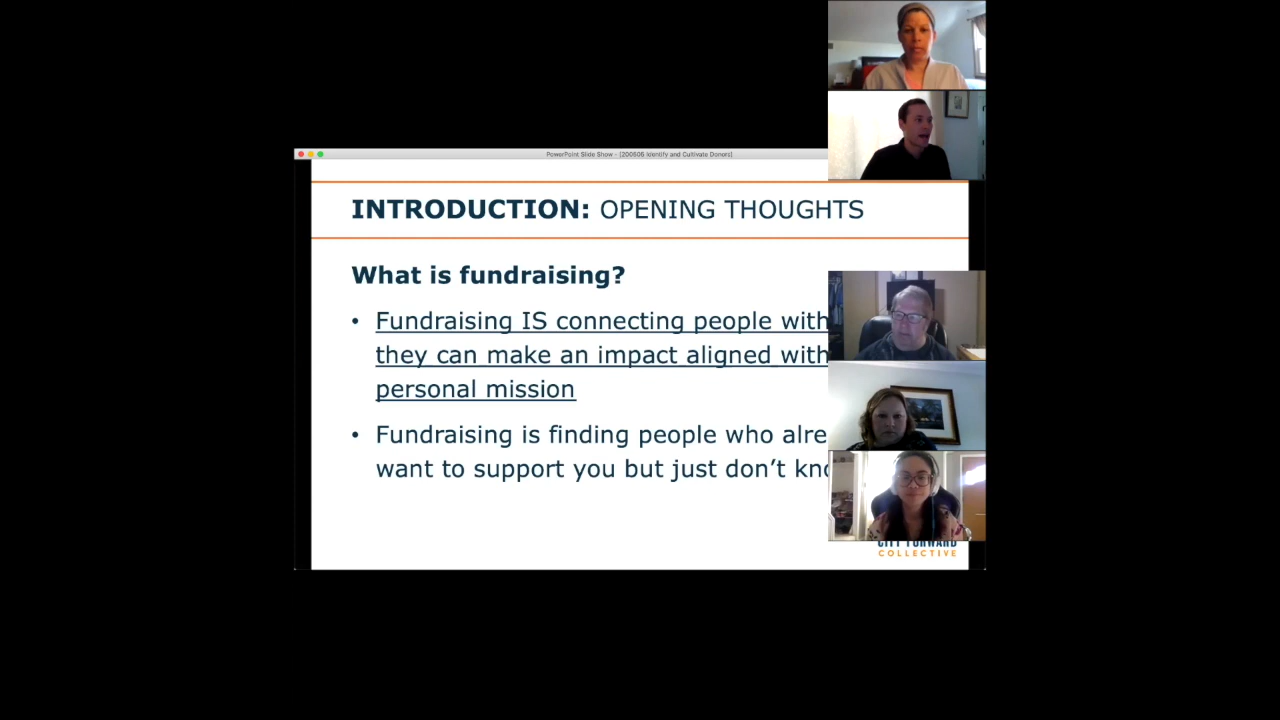 PowerPoint Slide Show - [200606 Identify and Cultivate Donors]
INTRODUCTION: OPENING THOUGHTS
What is fundraising?
• Fundraising IS connecting people with
they can make an impact aligned with
personal mission
• Fundraising is finding people who alre
want to support you but just don’t kno
CITY FORWARD
COLLECTIVE